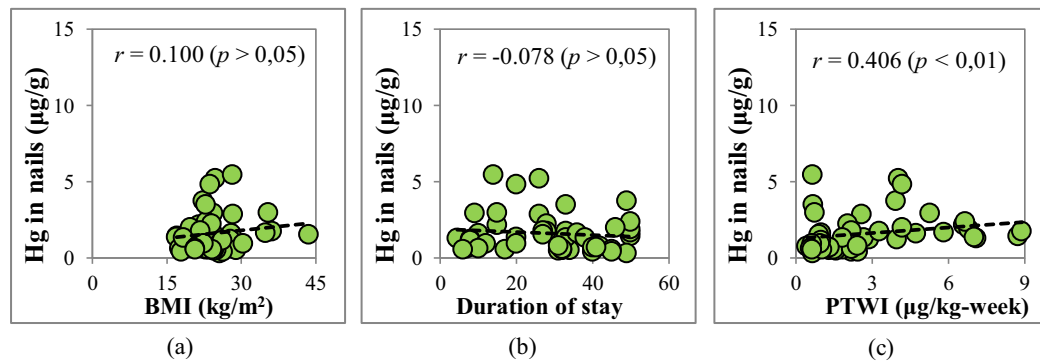 r = 0.100 (p > 0,05)
Hg in nails (µg/g)
15
10
5
0
0
15
30
45
BMI (kg/m²)
(a)
r = -0.078 (p > 0,05)
Hg in nails (µg/g)
15
10
5
0
0
20
40
60
Duration of stay
(b)
r = 0.406 (p < 0,01)
Hg in nails (µg/g)
15
10
5
0
0
3
6
9
PTWI (µg/kg-week)
(c)